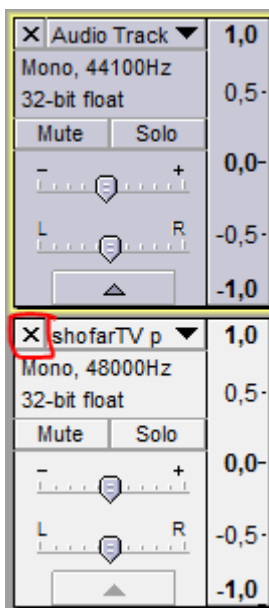 X Audio Track ▼ 1,0
Mono, 44100Hz
32-bit float 0,5-
Mute Solo
- + 0,0-
L R -0,5-
-1,0
X shofarTV p ▼ 1,0
Mono, 48000Hz
32-bit float 0,5-
Mute Solo
- + 0,0-
L R -0,5-
-1,0